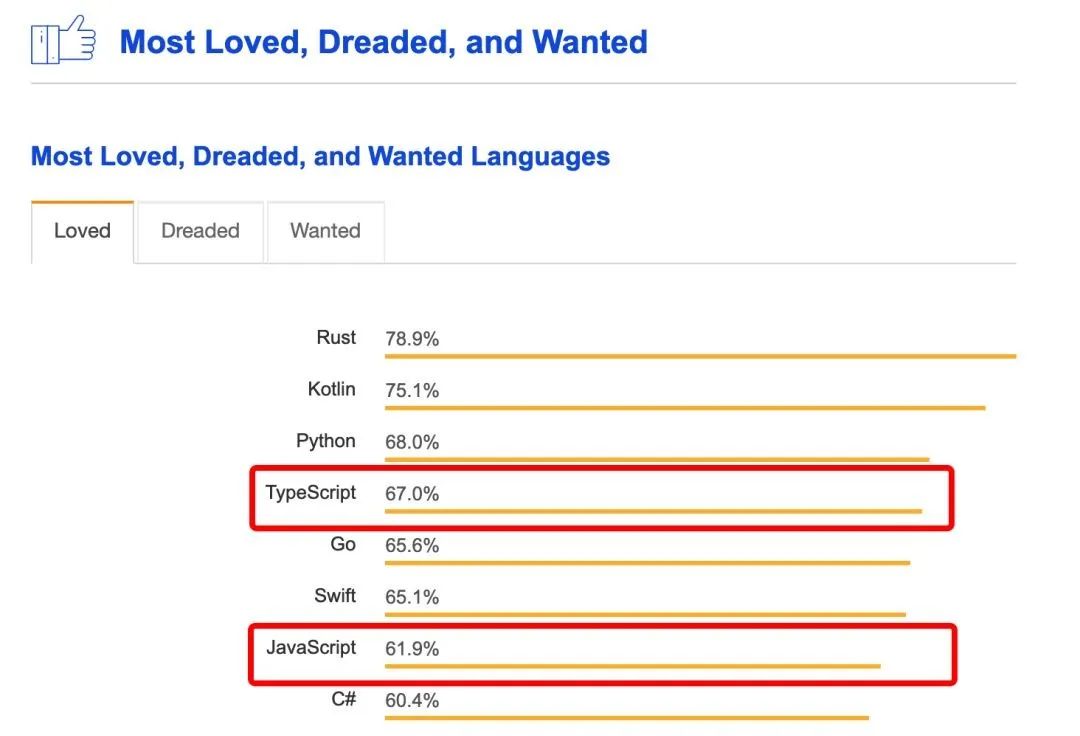 Most Loved, Dreaded, and Wanted
Most Loved, Dreaded, and Wanted Languages
Loved Dreaded Wanted
Rust 78.9%
Kotlin 75.1%
Python 68.0%
TypeScript 67.0%
Go 65.6%
Swift 65.1%
JavaScript 61.9%
C# 60.4%